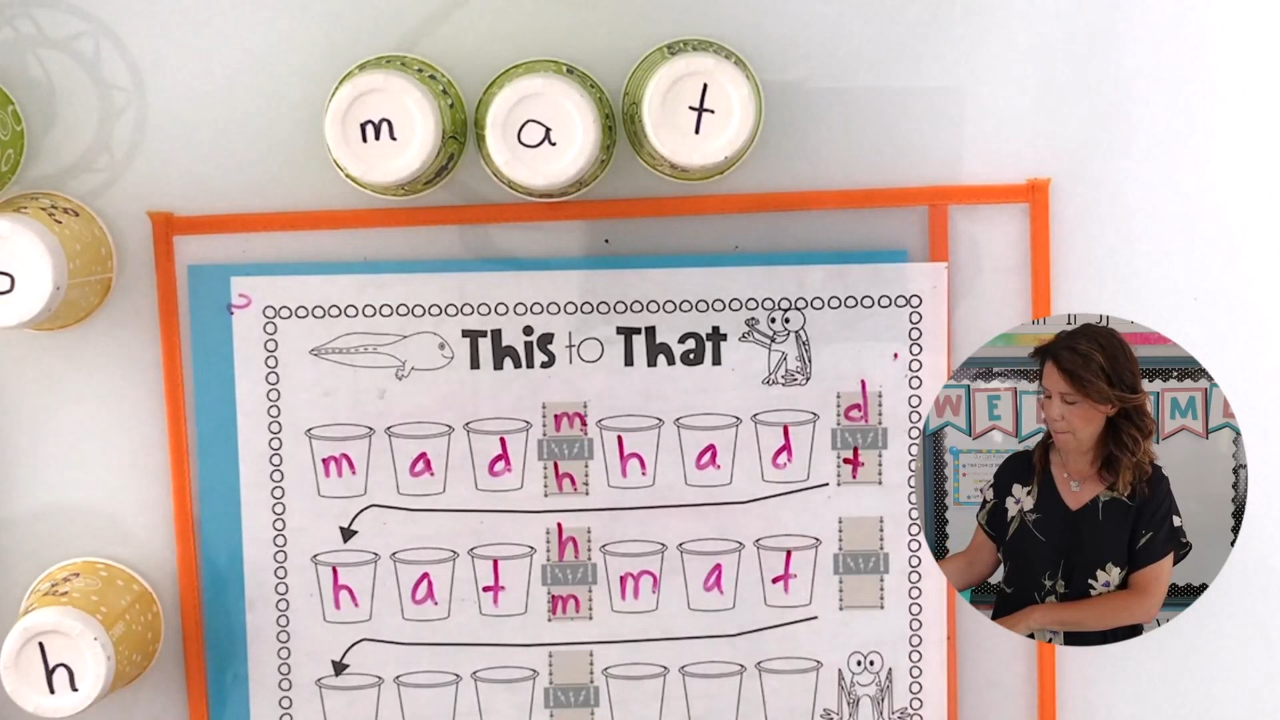 m a t
This to That
m
d
m a d h a d
h
t
h
h a t m a t
m
h
W E M